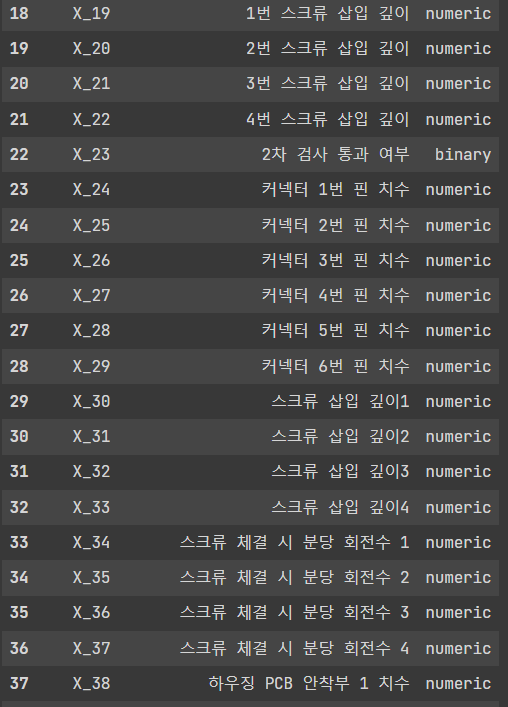 18 X_19 1번 스크류 삽입 깊이 numeric
19 X_20 2번 스크류 삽입 깊이 numeric
20 X_21 3번 스크류 삽입 깊이 numeric
21 X_22 4번 스크류 삽입 깊이 numeric
22 X_23 2차 검사 통과 여부 binary
23 X_24 커넥터 1번 핀 치수 numeric
24 X_25 커넥터 2번 핀 치수 numeric
25 X_26 커넥터 3번 핀 치수 numeric
26 X_27 커넥터 4번 핀 치수 numeric
27 X_28 커넥터 5번 핀 치수 numeric
28 X_29 커넥터 6번 핀 치수 numeric
29 X_30 스크류 삽입 깊이1 numeric
30 X_31 스크류 삽입 깊이2 numeric
31 X_32 스크류 삽입 깊이3 numeric
32 X_33 스크류 삽입 깊이4 numeric
33 X_34 스크류 체결 시 분당 회전수 1 numeric
34 X_35 스크류 체결 시 분당 회전수 2 numeric
35 X_36 스크류 체결 시 분당 회전수 3 numeric
36 X_37 스크류 체결 시 분당 회전수 4 numeric
37 X_38 하우징 PCB 안착부 1 치수 numeric